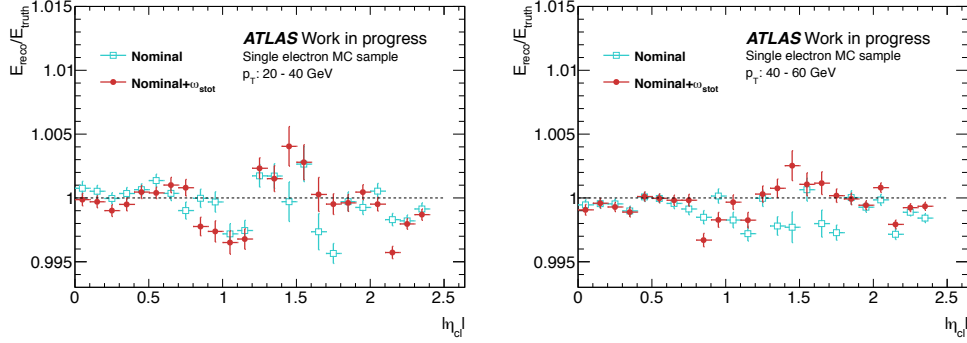 E_reco/E_truth
1.015
1.01
1.005
1
0.995
ATLAS Work in progress
Single electron MC sample
p_T: 20 - 40 GeV
Nominal
Nominal+ω_stot
0 0.5 1 1.5 2 2.5
|η_cl|
E_reco/E_truth
1.015
1.01
1.005
1
0.995
ATLAS Work in progress
Single electron MC sample
p_T: 40 - 60 GeV
Nominal
Nominal+ω_stot
0 0.5 1 1.5 2 2.5
|η_cl|